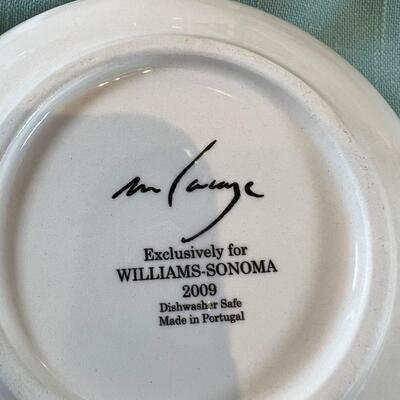 Exclusively for
WILLIAMS-SONOMA
2009
Dishwasher Safe
Made in Portugal